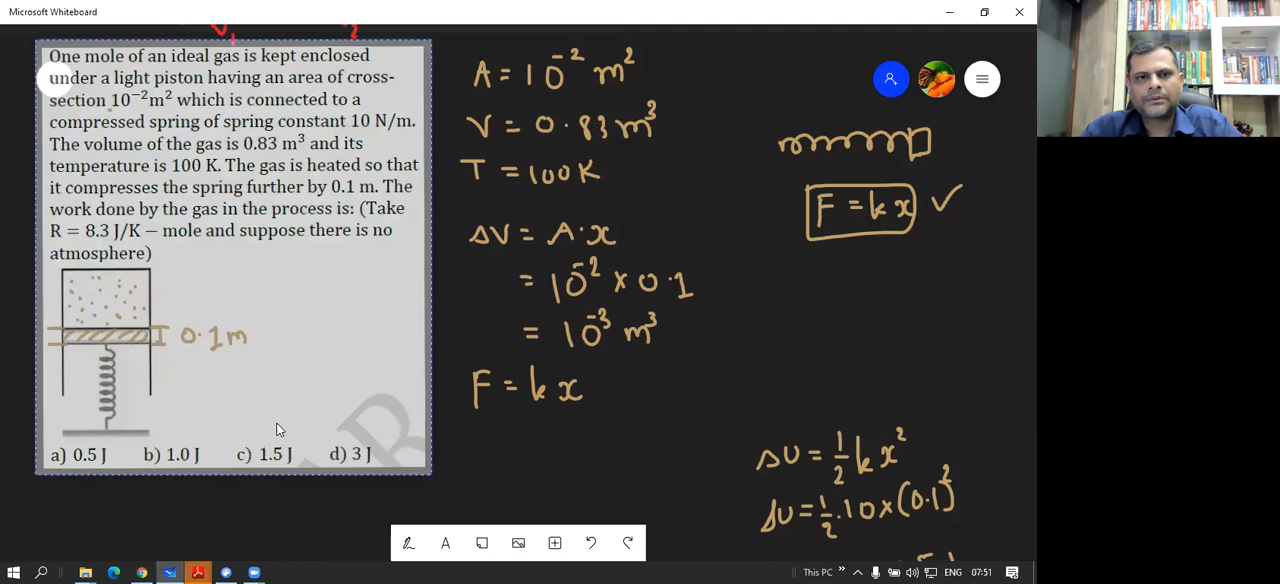 Microsoft Whiteboard
One mole of an ideal gas is kept enclosed
under a light piston having an area of cross-
section 10⁻²m² which is connected to a
compressed spring of spring constant 10 N/m.
The volume of the gas is 0.83 m³ and its
temperature is 100 K. The gas is heated so that
it compresses the spring further by 0.1 m. The
work done by the gas in the process is: (Take
R = 8.3 J/K − mole and suppose there is no
atmosphere)
0.1m
a) 0.5 J b) 1.0 J c) 1.5 J d) 3 J
A = 10⁻² m²
V = 0.83 m³
T = 100K
ΔV = A·x
= 10⁻² × 0.1
= 10⁻³ m³
F = kx
F = kx ✓
ΔU = 1/2 kx²
ΔU = 1/2 · 10 × (0.1)²
A
This PC
ENG
07:51